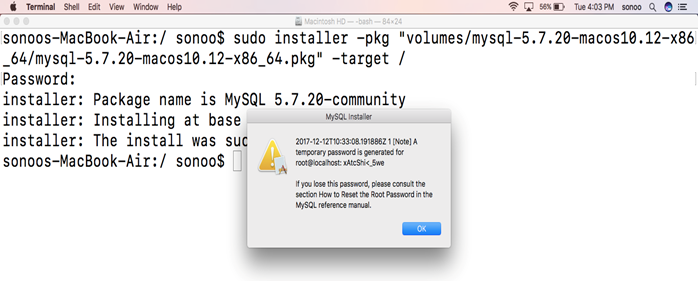 Terminal Shell Edit View Window Help 56% Tue 4:03 PM sonoo
Macintosh HD — -bash — 84×24
sonoos-MacBook-Air:/ sonoo$ sudo installer -pkg "volumes/mysql-5.7.20-macos10.12-x86
_64/mysql-5.7.20-macos10.12-x86_64.pkg" -target /
Password:
installer: Package name is MySQL 5.7.20-community
installer: Installing at base
installer: The install was suc
sonoos-MacBook-Air:/ sonoo$
MySQL Installer
2017-12-12T10:33:08.191886Z 1 [Note] A
temporary password is generated for
root@localhost: xAtcShi<_5we
If you lose this password, please consult the
section How to Reset the Root Password in the
MySQL reference manual.
OK